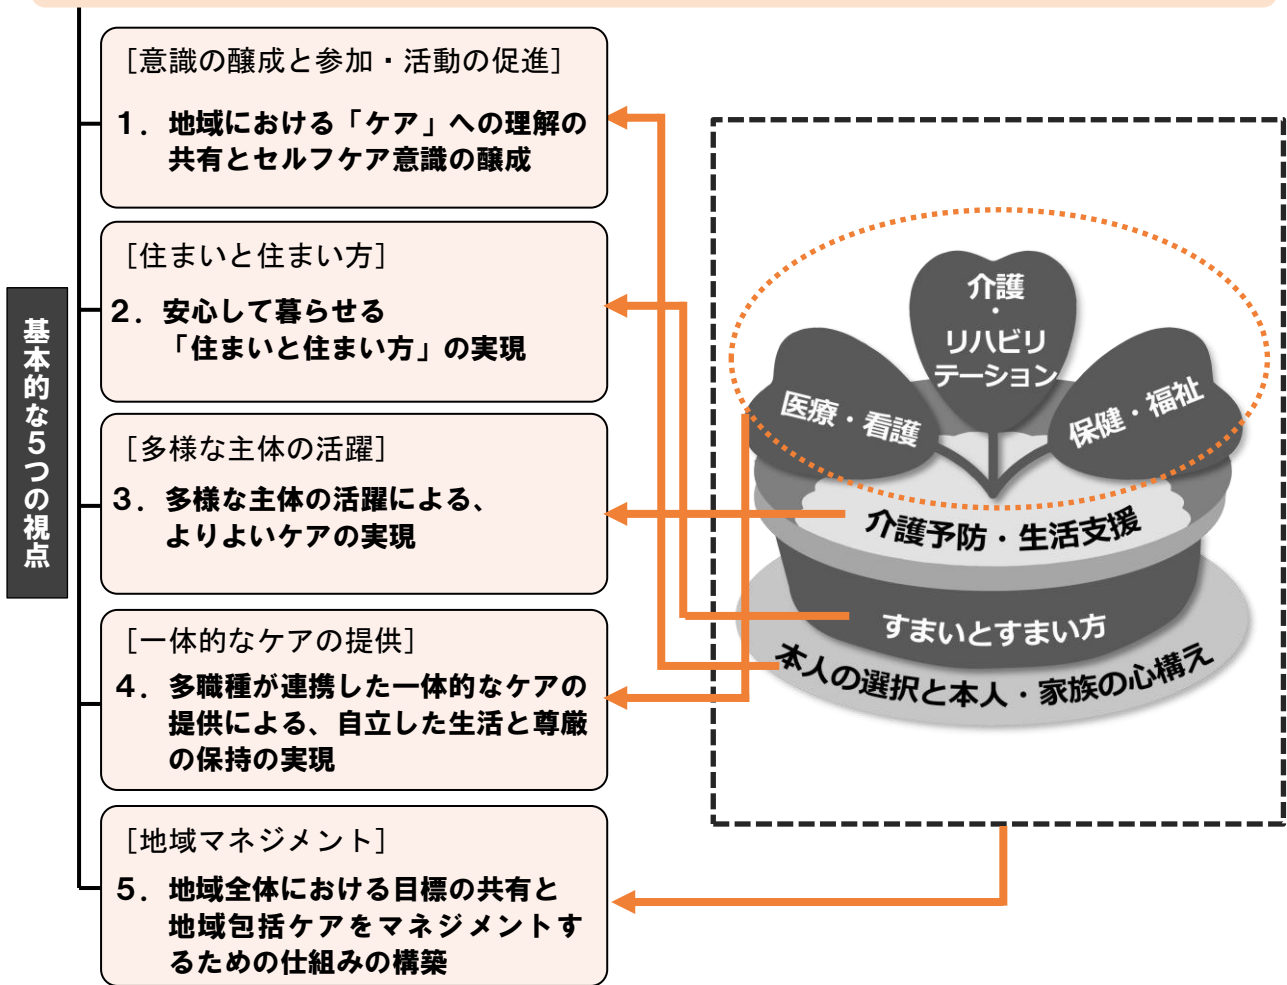 基本的な５つの視点
［意識の醸成と参加・活動の促進］
１．地域における「ケア」への理解の
共有とセルフケア意識の醸成
［住まいと住まい方］
２．安心して暮らせる
「住まいと住まい方」の実現
［多様な主体の活躍］
３．多様な主体の活躍による、
よりよいケアの実現
［一体的なケアの提供］
４．多職種が連携した一体的なケアの
提供による、自立した生活と尊厳
の保持の実現
［地域マネジメント］
５．地域全体における目標の共有と
地域包括ケアをマネジメントす
るための仕組みの構築
介護
・
リハビリ
テーション
医療・看護
保健・福祉
介護予防・生活支援
すまいとすまい方
本人の選択と本人・家族の心構え